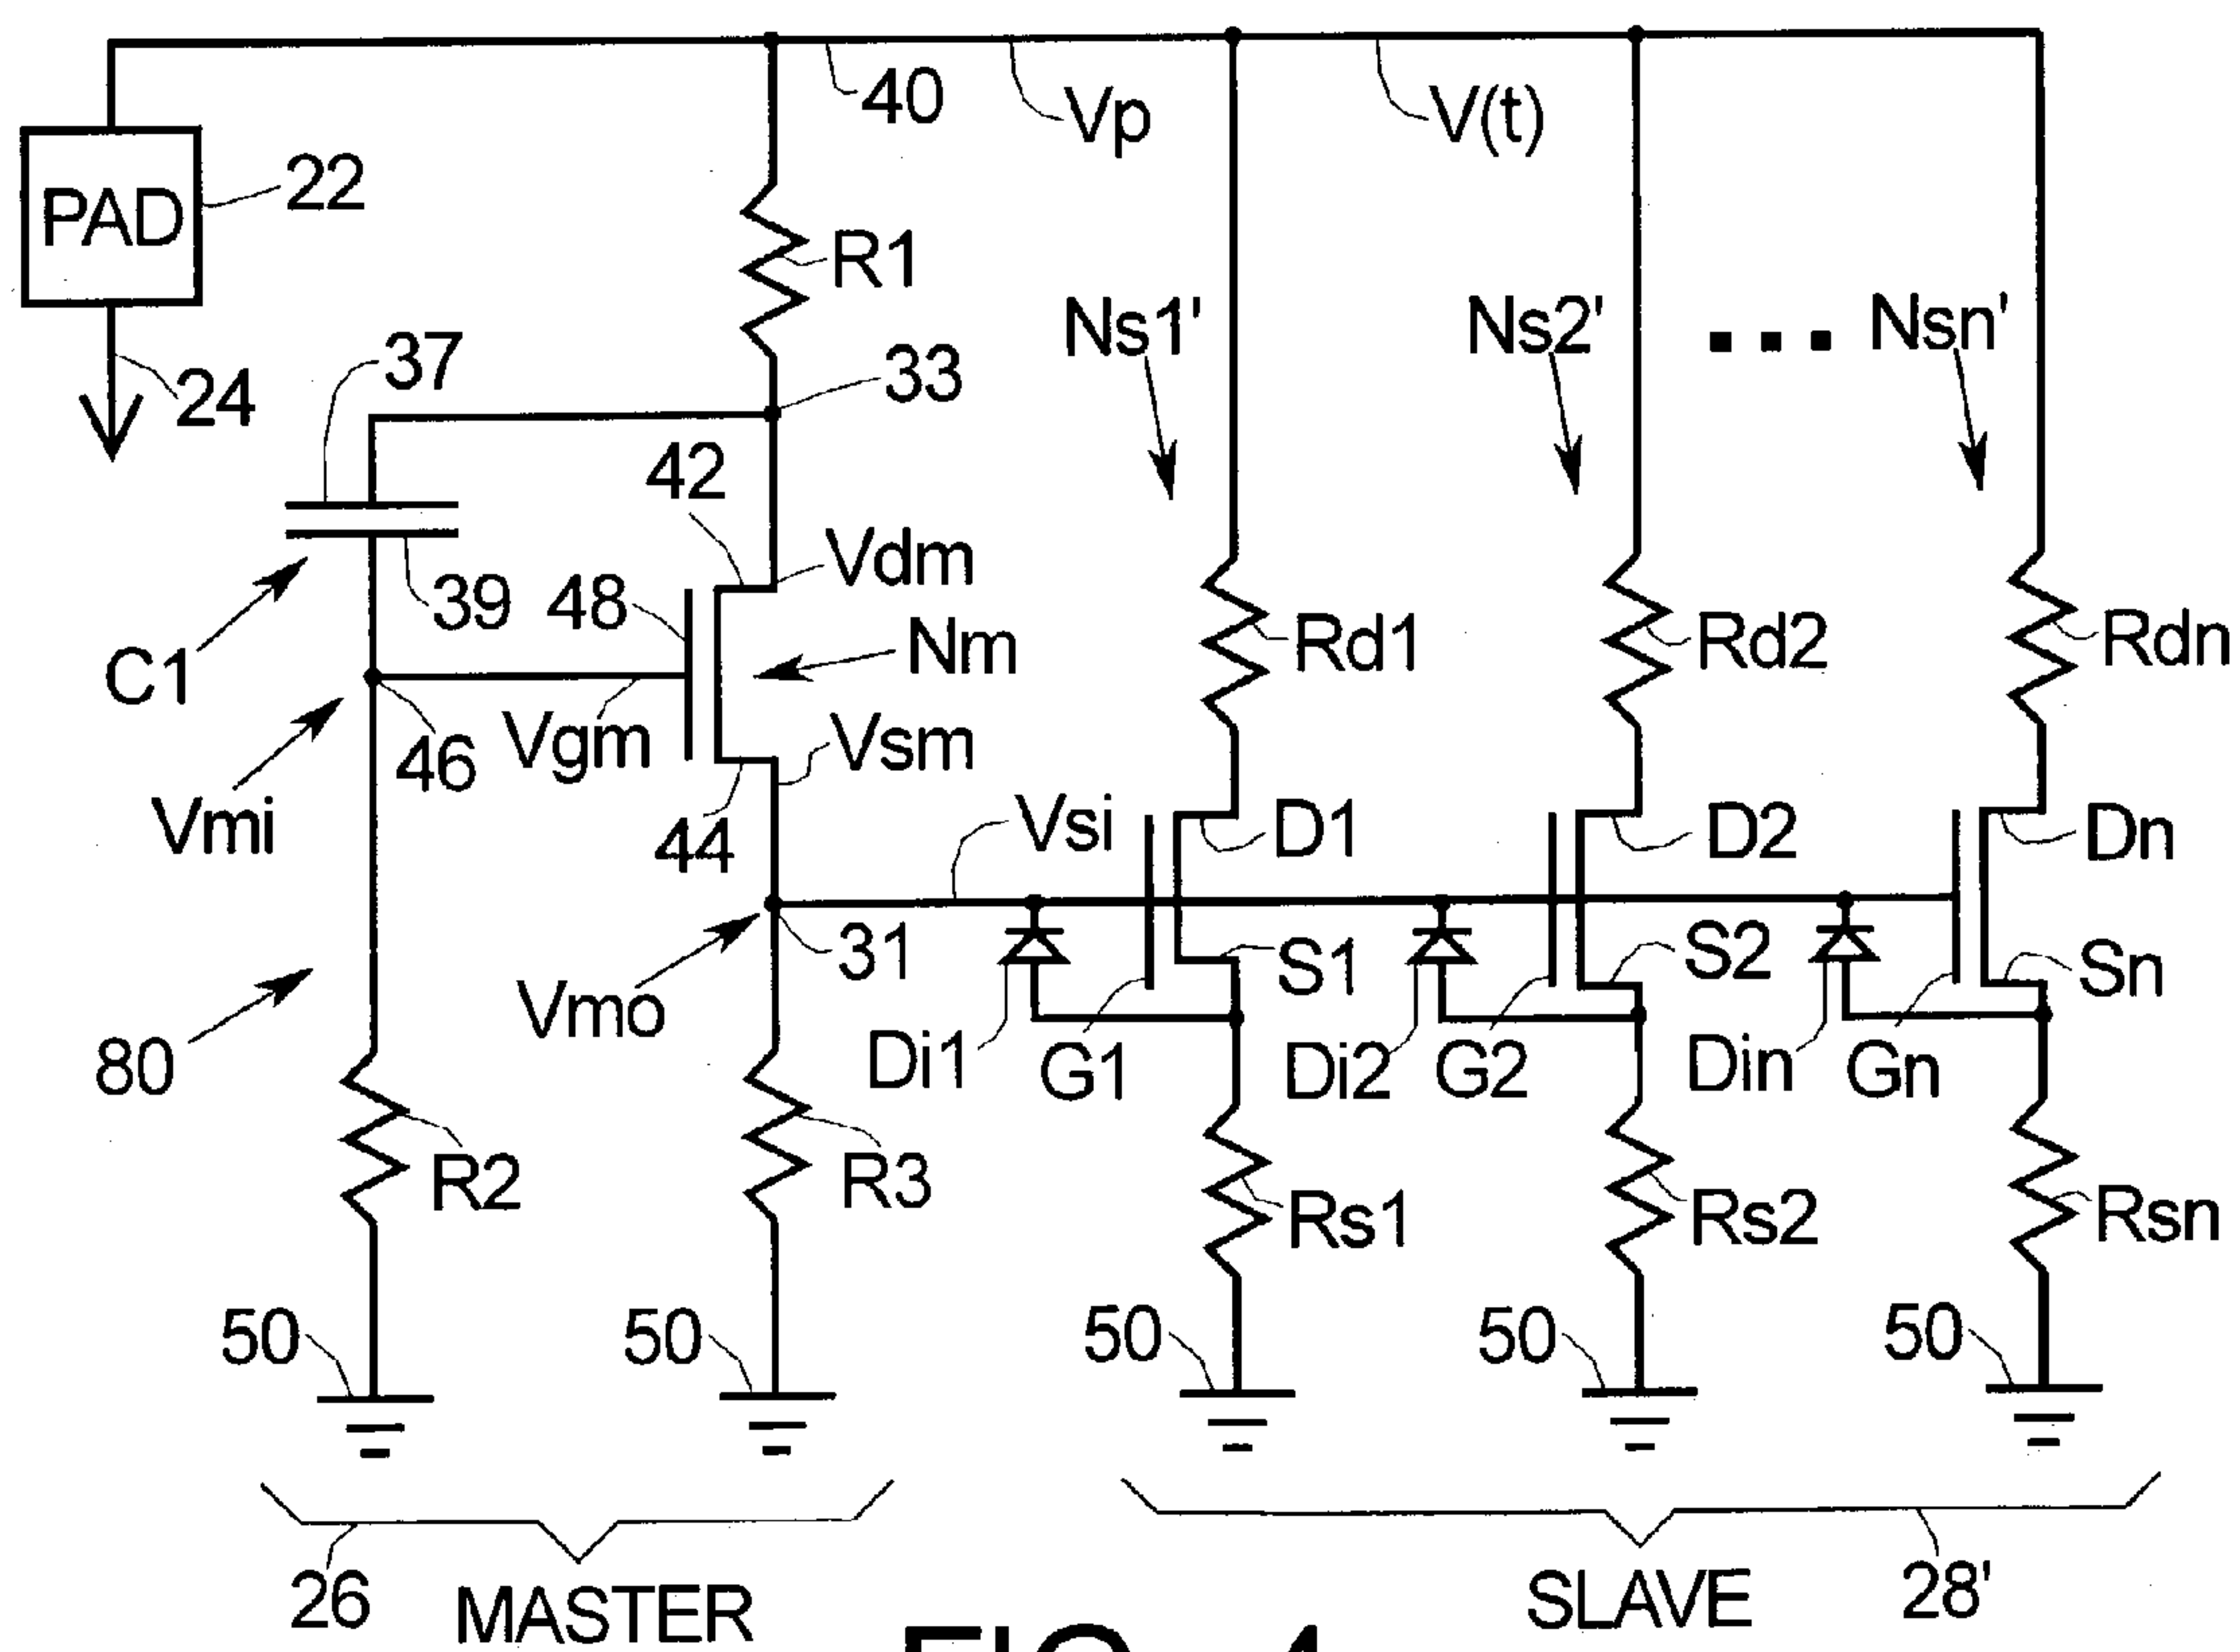 40
Vp
V(t)
PAD
22
R1
Ns1'
Ns2'
...
Nsn'
37
24
33
42
Vdm
39
48
Nm
C1
Rd1
Rd2
Rdn
Vgm
46
Vsm
Vmi
44
Vsi
D1
D2
Dn
31
S1
S2
Sn
Vmo
80
Di1
G1
Di2
G2
Din
Gn
R2
R3
Rs1
Rs2
Rsn
50
50
50
50
50
26
MASTER
SLAVE
28'